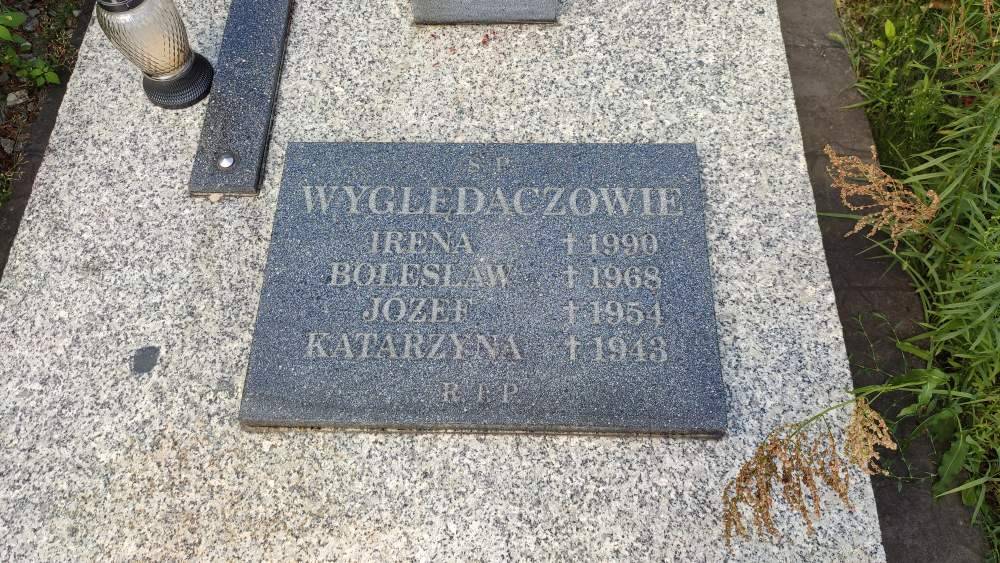 Ś.P.
WYGLĘDACZOWIE
IRENA †1990
BOLESŁAW †1968
JÓZEF †1954
KATARZYNA †1943
R.I.P.